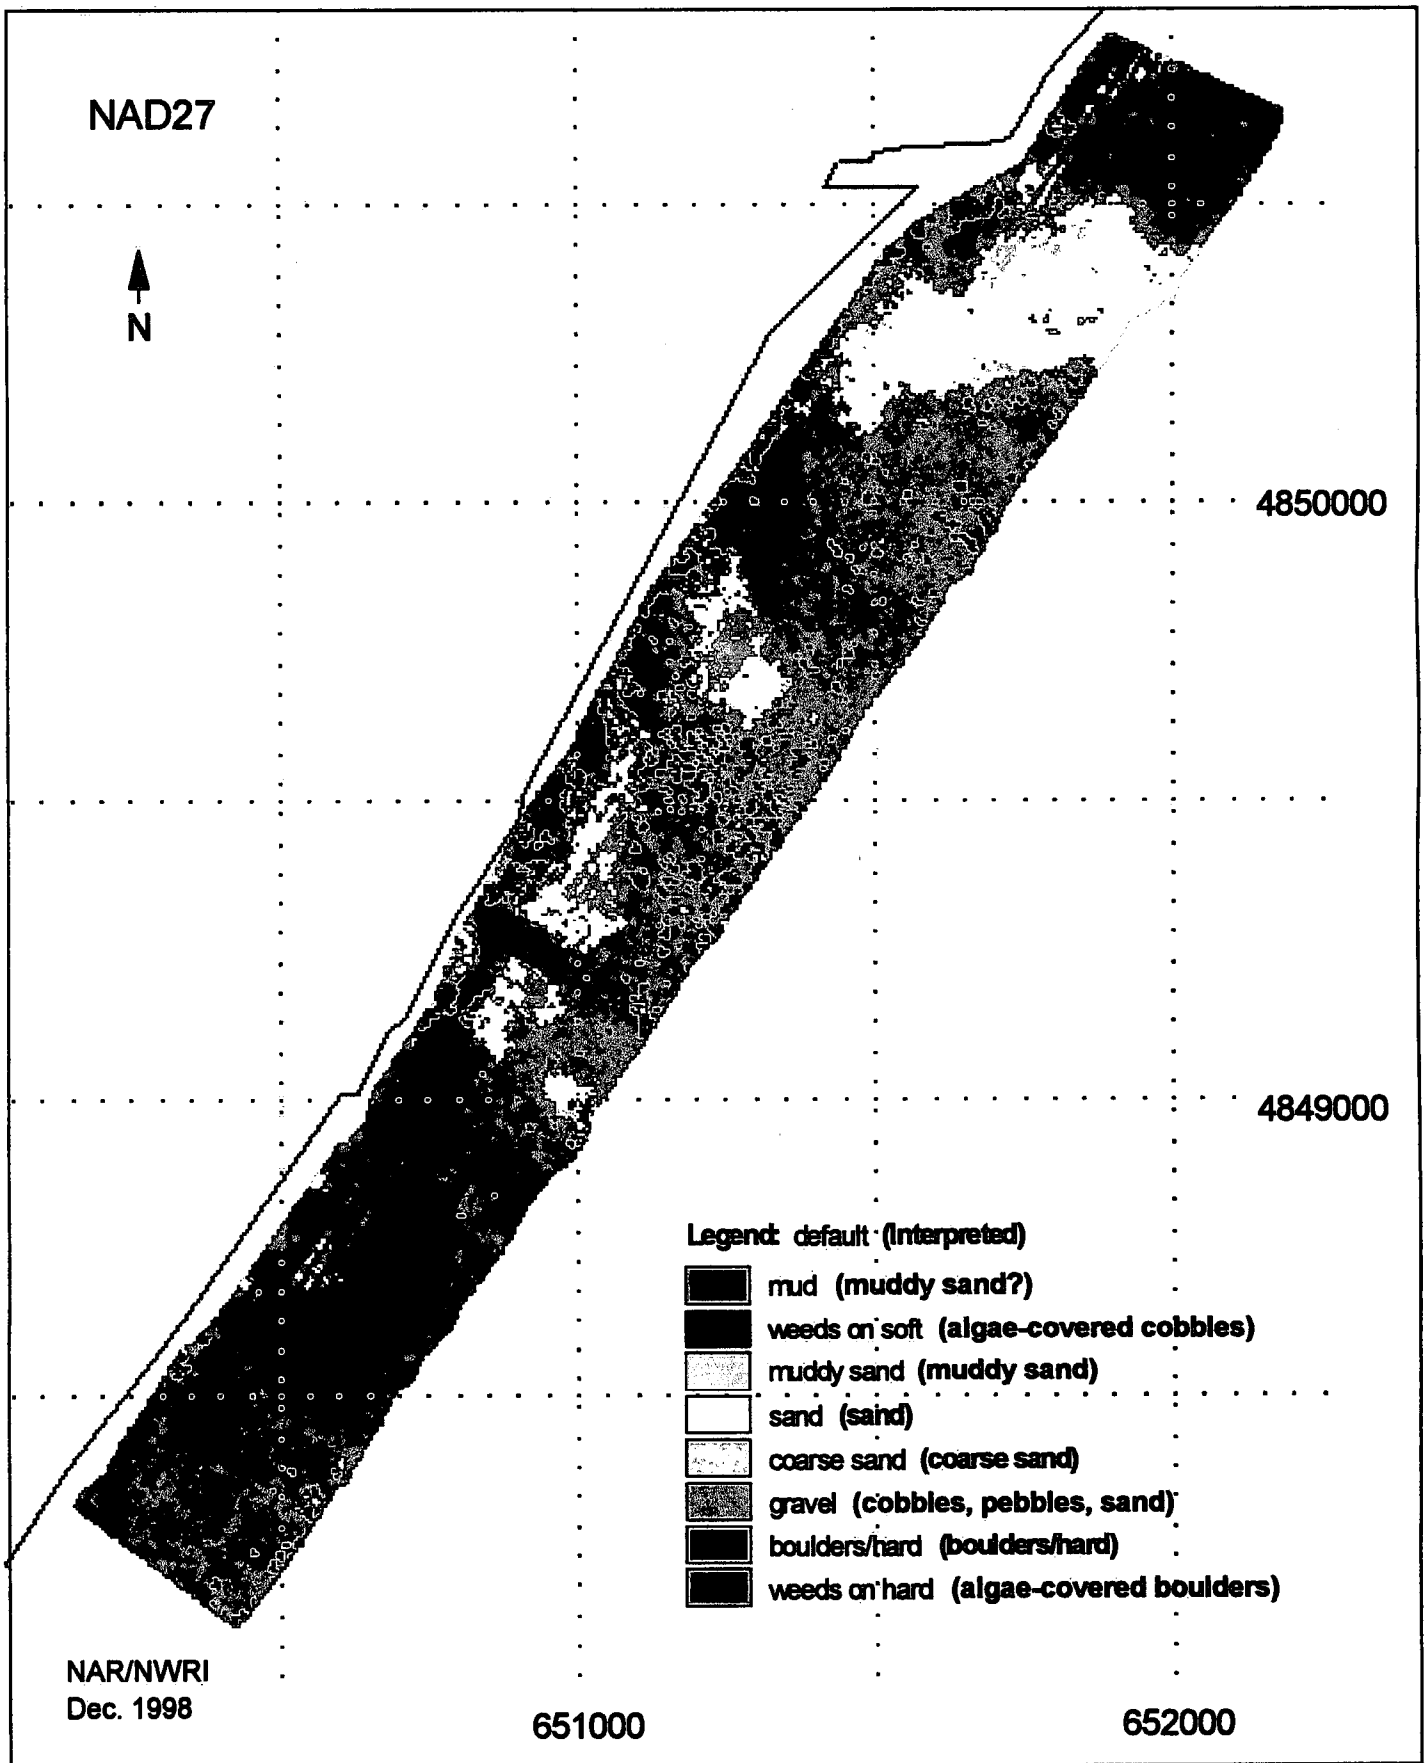 NAD27
N
4850000
4849000
Legend: default (Interpreted)
mud (muddy sand?)
weeds on soft (algae-covered cobbles)
muddy sand (muddy sand)
sand (sand)
coarse sand (coarse sand)
gravel (cobbles, pebbles, sand)
boulders/hard (boulders/hard)
weeds on hard (algae-covered boulders)
NAR/NWRI
Dec. 1998
651000
652000